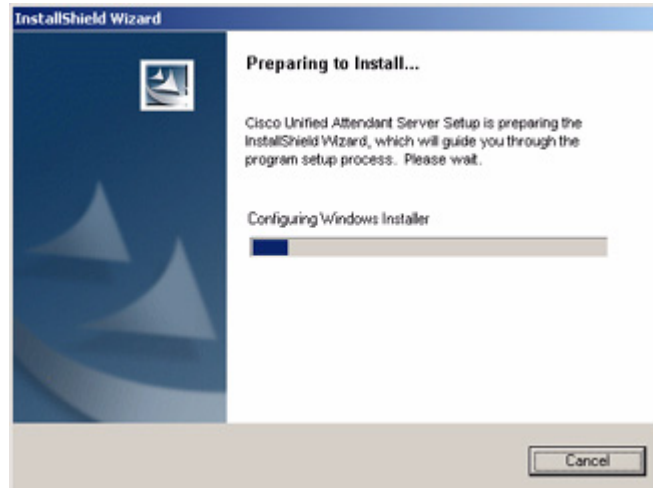 InstallShield Wizard
Preparing to Install...
Cisco Unified Attendant Server Setup is preparing the
InstallShield Wizard, which will guide you through the
program setup process. Please wait.
Configuring Windows Installer
Cancel